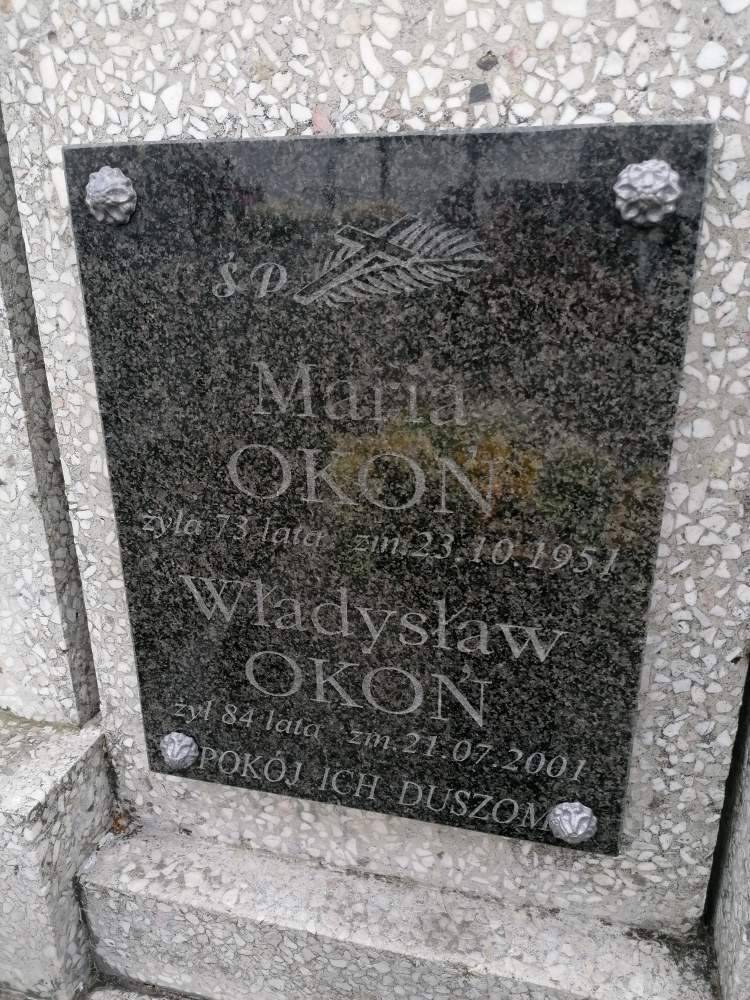 Ś P
Maria
OKOŃ
żyła 73 lata zm. 23.10.1951
Władysław
OKOŃ
żył 84 lata zm. 21.07.2001
POKÓJ ICH DUSZOM